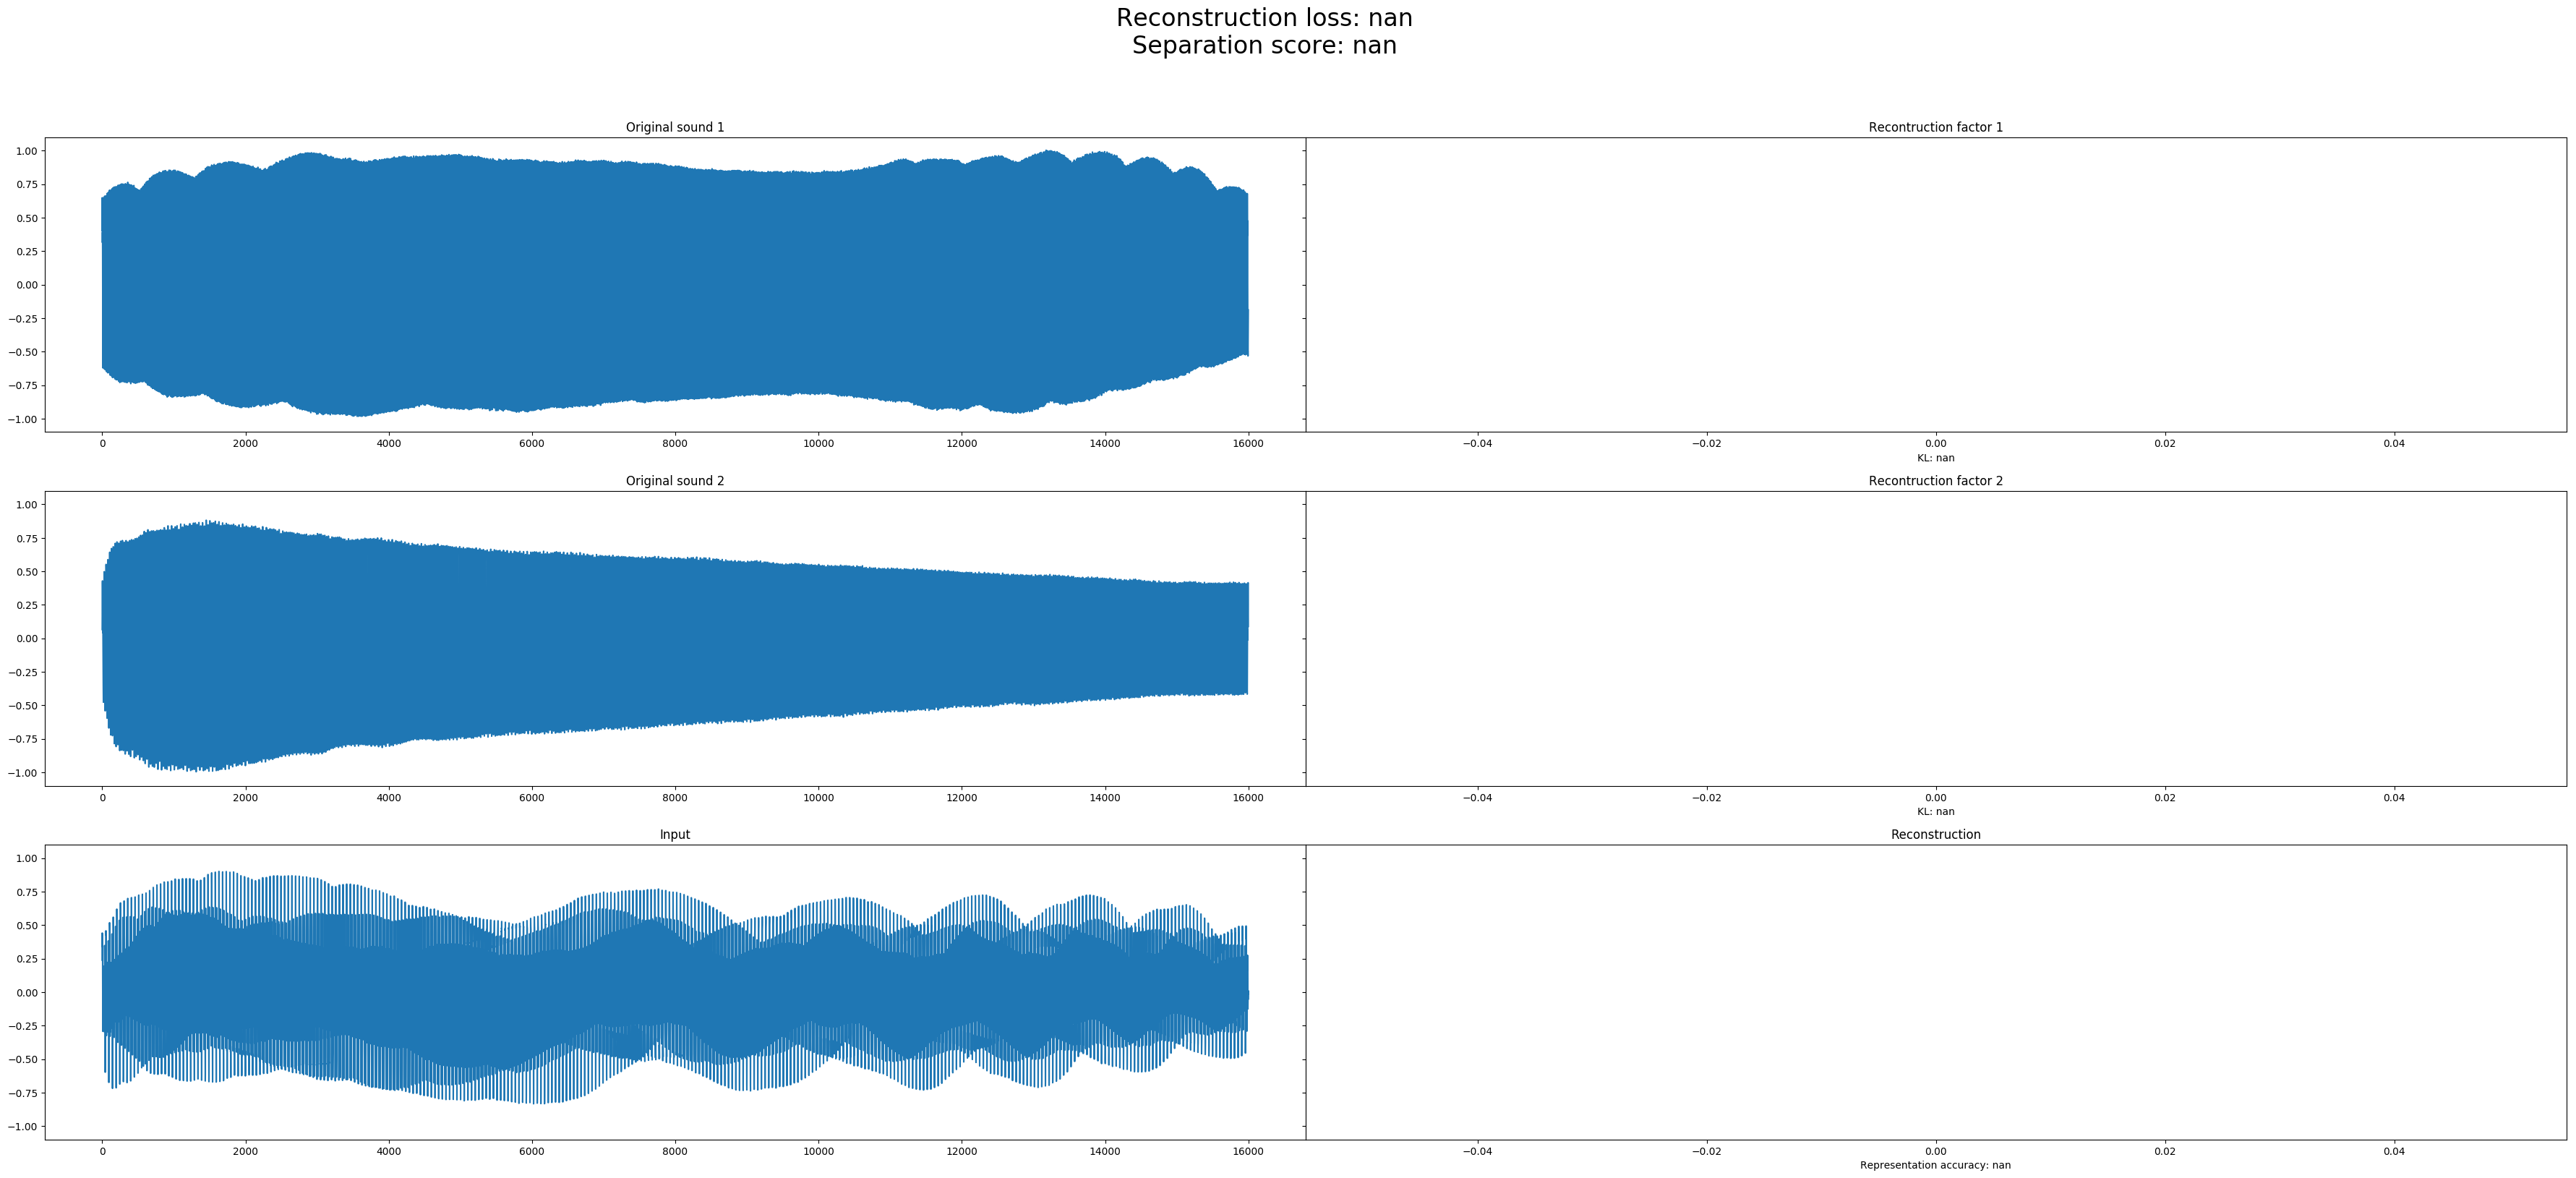 Reconstruction loss: nan
Separation score: nan
Original sound 1
Recontruction factor 1
1.00
0.75
0.50
0.25
0.00
−0.25
−0.50
−0.75
−1.00
0 2000 4000 6000 8000 10000 12000 14000 16000
−0.04 −0.02 0.00 0.02 0.04
KL: nan
Original sound 2
Recontruction factor 2
1.00
0.75
0.50
0.25
0.00
−0.25
−0.50
−0.75
−1.00
0 2000 4000 6000 8000 10000 12000 14000 16000
−0.04 −0.02 0.00 0.02 0.04
KL: nan
Input
Reconstruction
1.00
0.75
0.50
0.25
0.00
−0.25
−0.50
−0.75
−1.00
0 2000 4000 6000 8000 10000 12000 14000 16000
−0.04 −0.02 0.00 0.02 0.04
Representation accuracy: nan